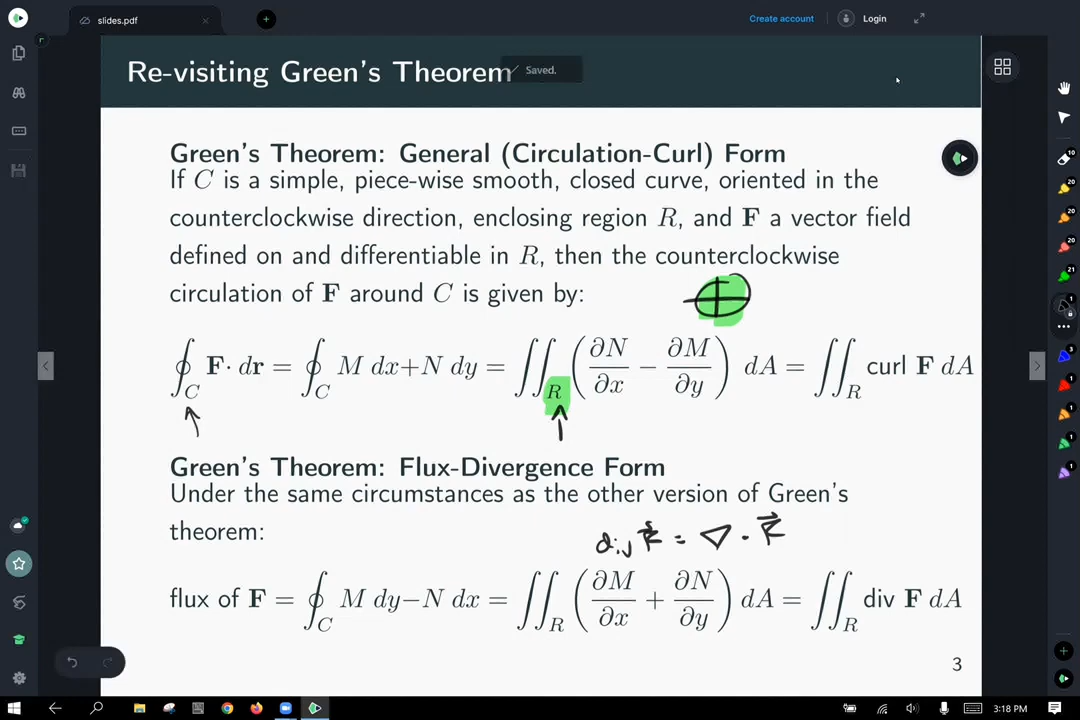 slides.pdf
Create account
Login
Re-visiting Green's Theorem
Saved.
Green's Theorem: General (Circulation-Curl) Form
If C is a simple, piece-wise smooth, closed curve, oriented in the
counterclockwise direction, enclosing region R, and F a vector field
defined on and differentiable in R, then the counterclockwise
circulation of F around C is given by:
∮_C F · dr = ∮_C M dx+N dy = ∬_R (∂N/∂x − ∂M/∂y) dA = ∬_R curl F dA
Green's Theorem: Flux-Divergence Form
Under the same circumstances as the other version of Green's
theorem:
div F⃗ = ∇ · F⃗
flux of F = ∮_C M dy−N dx = ∬_R (∂M/∂x + ∂N/∂y) dA = ∬_R div F dA
3
3:18 PM